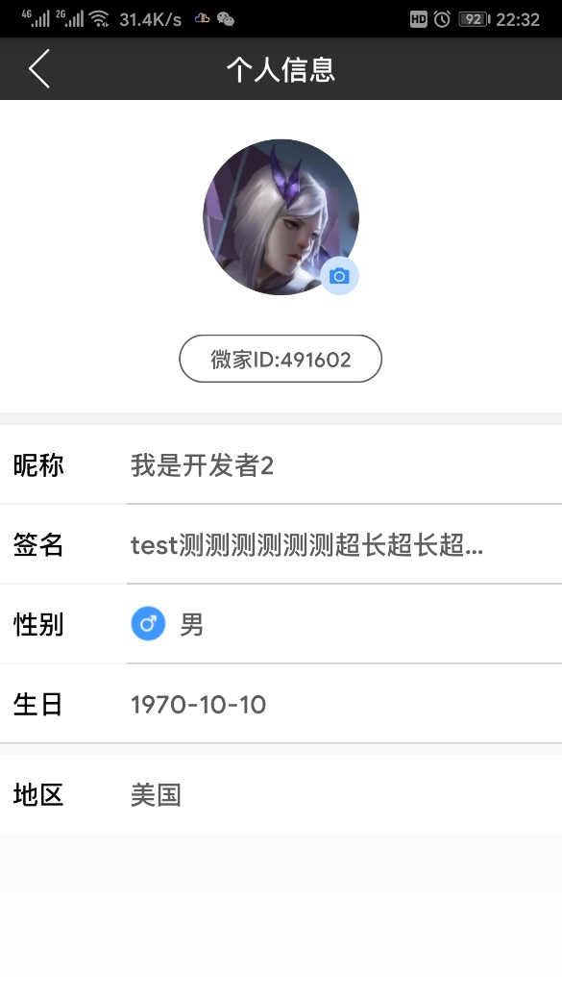 4G 2G 31.4K/s HD 92 22:32
个人信息
微家ID:491602
昵称 我是开发者2
签名 test测测测测测测超长超长超...
性别 男
生日 1970-10-10
地区 美国